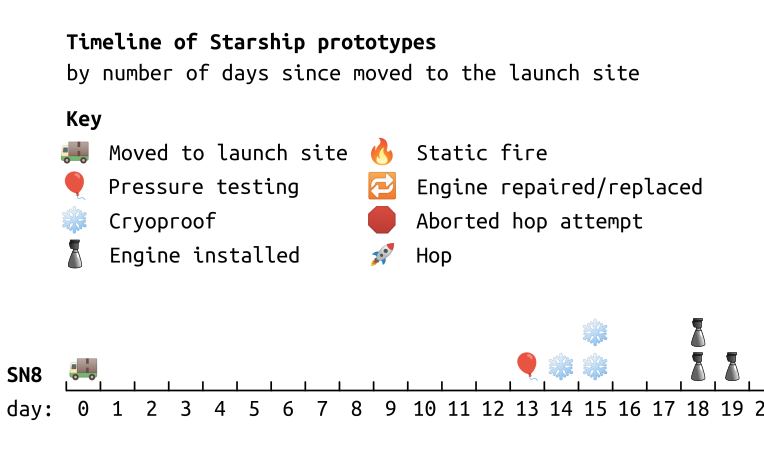 Timeline of Starship prototypes
by number of days since moved to the launch site
Key
Moved to launch site
Static fire
Pressure testing
Engine repaired/replaced
Cryoproof
Aborted hop attempt
Engine installed
Hop
SN8
day: 0 1 2 3 4 5 6 7 8 9 10 11 12 13 14 15 16 17 18 19 2